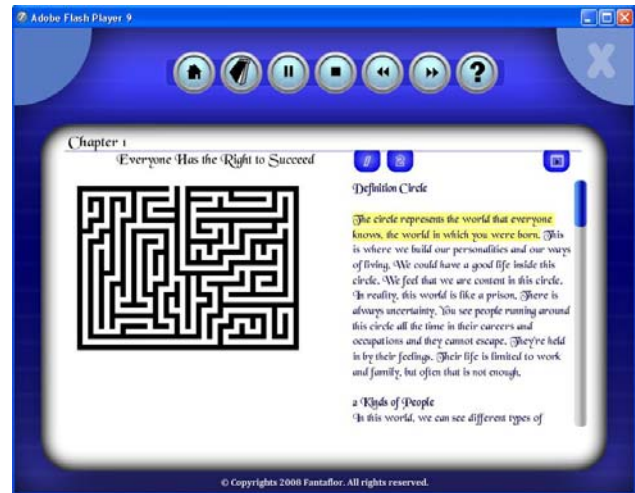 Adobe Flash Player 9
X
?
Chapter 1
Everyone Has the Right to Succeed
1 2
Definition Circle
The circle represents the world that everyone
knows, the world in which you were born. This
is where we build our personalities and our ways
of living. We could have a good life inside this
circle. We feel that we are content in this circle.
In reality, this world is like a prison. There is
always uncertainty. You see people running around
this circle all the time in their careers and
occupations and they cannot escape. They're held
in by their feelings. Their life is limited to work
and family, but often that is not enough.
2 Kinds of People
In this world, we can see different types of
© Copyrights 2008 Fantaflor. All rights reserved.